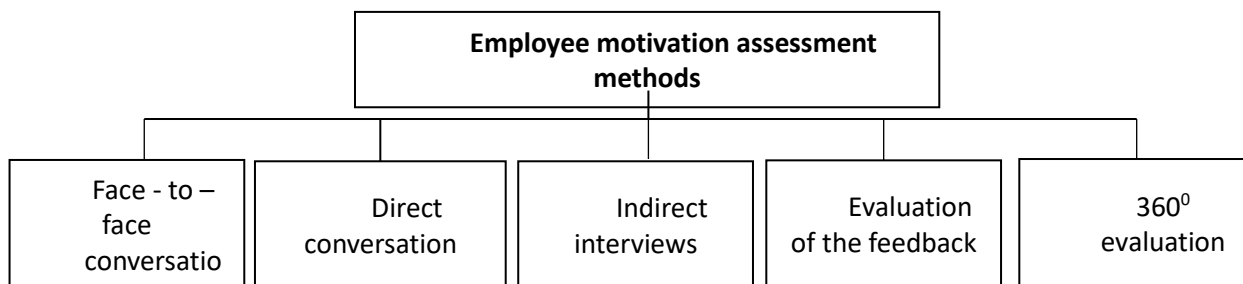 Employee motivation assessment
methods
Face - to –
face
conversatio
Direct
conversation
Indirect
interviews
Evaluation
of the feedback
360⁰
evaluation